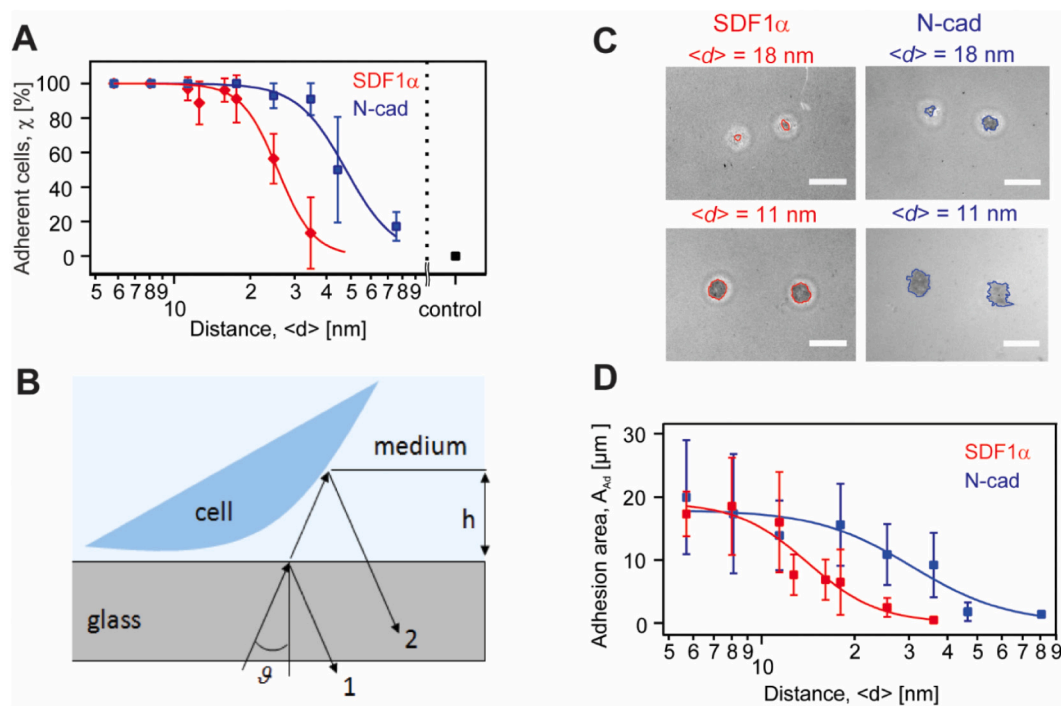 A
Adherent cells, χ [%]
100
80
60
40
20
0
SDF1α
N-cad
5 6 7 8 9 10 2 3 4 5 6 7 8 9 control
Distance, <d> [nm]
B
cell
medium
h
glass
ϑ
1
2
C
SDF1α N-cad
<d> = 18 nm <d> = 18 nm
<d> = 11 nm <d> = 11 nm
D
Adhesion area, A_Ad [µm]
30
20
10
0
SDF1α
N-cad
5 6 7 8 9 10 2 3 4 5 6 7 8 9
Distance, <d> [nm]